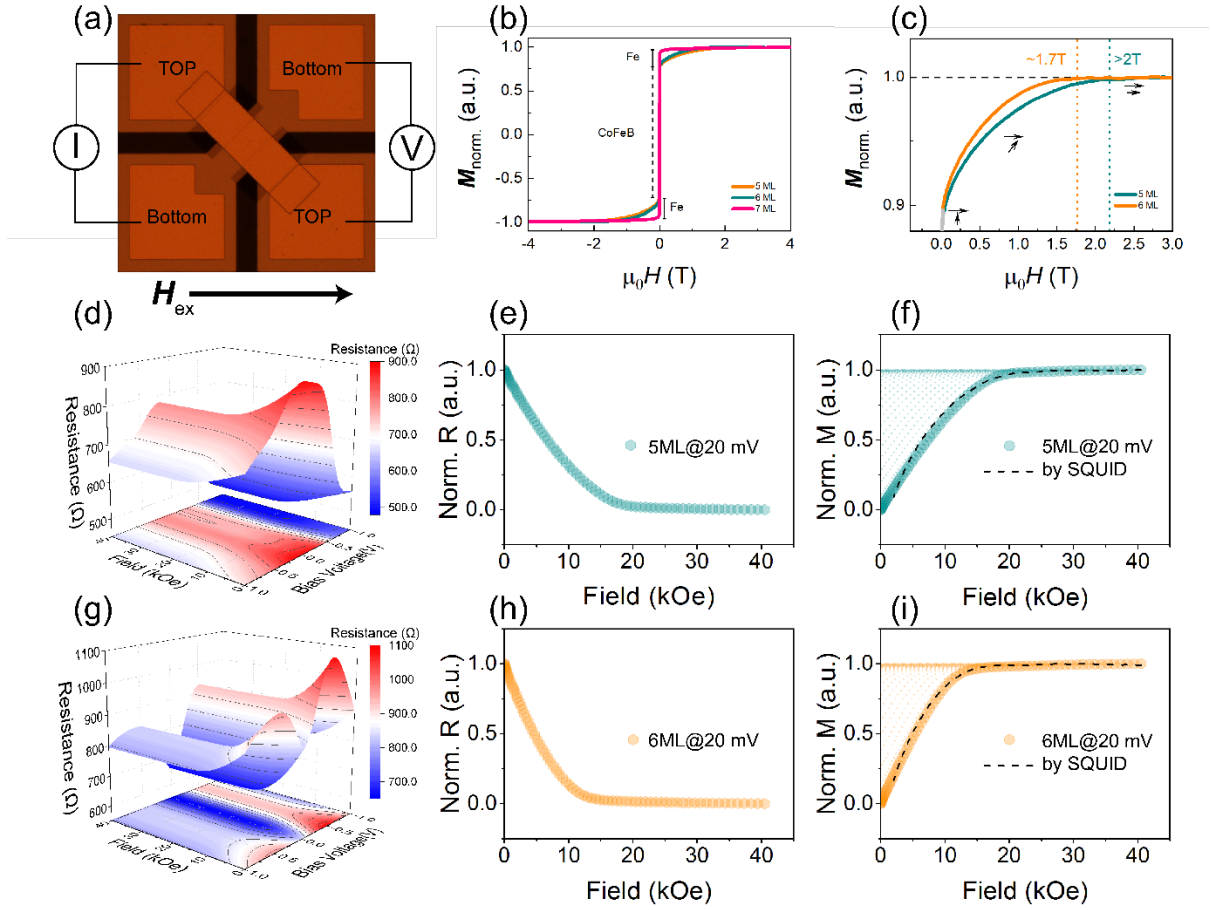 (a)
TOP
Bottom
I
V
Bottom
TOP
Hex
(b)
Mnorm. (a.u.)
1.0
0.5
0.0
-0.5
-1.0
Fe
CoFeB
Fe
5 ML
6 ML
7 ML
-4
-2
0
2
4
μ0H (T)
(c)
Mnorm. (a.u.)
1.0
0.9
~1.7T
>2T
5 ML
6 ML
0.0
0.5
1.0
1.5
2.0
2.5
3.0
μ0H (T)
(d)
Resistance (Ω)
900
800
700
600
500
Resistance (Ω)
900.0
800.0
700.0
600.0
500.0
Field (kOe)
Bias Voltage(V)
(e)
Norm. R (a.u.)
1.0
0.5
0.0
5ML@20 mV
0
10
20
30
40
Field (kOe)
(f)
Norm. M (a.u.)
1.0
0.5
0.0
5ML@20 mV
by SQUID
0
10
20
30
40
Field (kOe)
(g)
Resistance (Ω)
1100
1000
900
800
700
600
Resistance (Ω)
1100
1000
900.0
800.0
700.0
Field (kOe)
Bias Voltage(V)
(h)
Norm. R (a.u.)
1.0
0.5
0.0
6ML@20 mV
0
10
20
30
40
Field (kOe)
(i)
Norm. M (a.u.)
1.0
0.5
0.0
6ML@20 mV
by SQUID
0
10
20
30
40
Field (kOe)